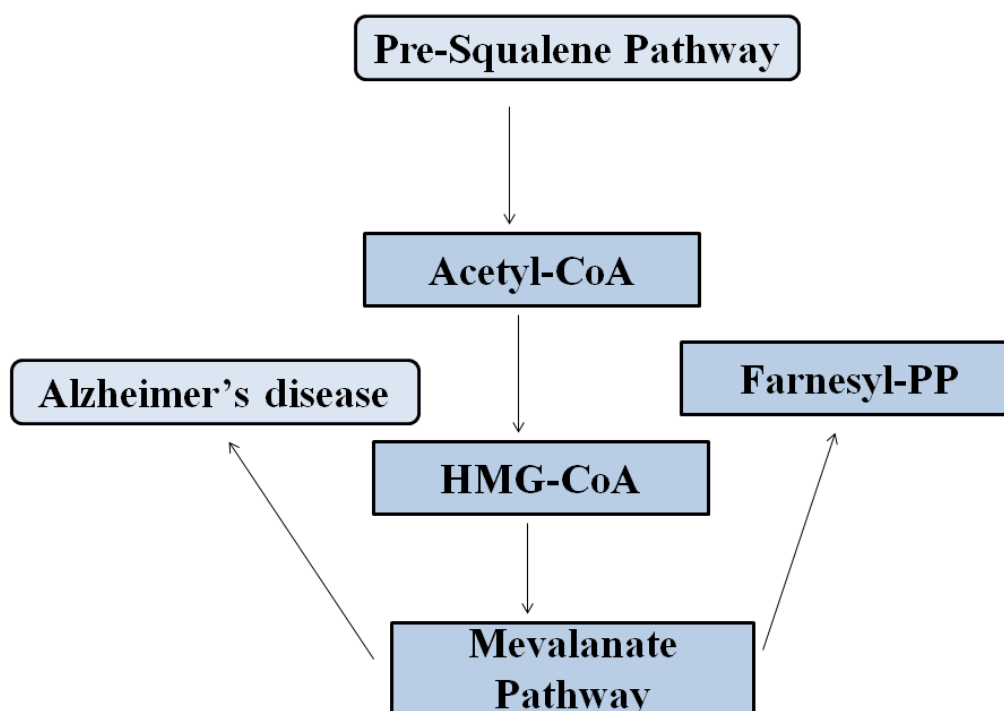 Pre-Squalene Pathway
Acetyl-CoA
Alzheimer's disease
Farnesyl-PP
HMG-CoA
Mevalanate
Pathway